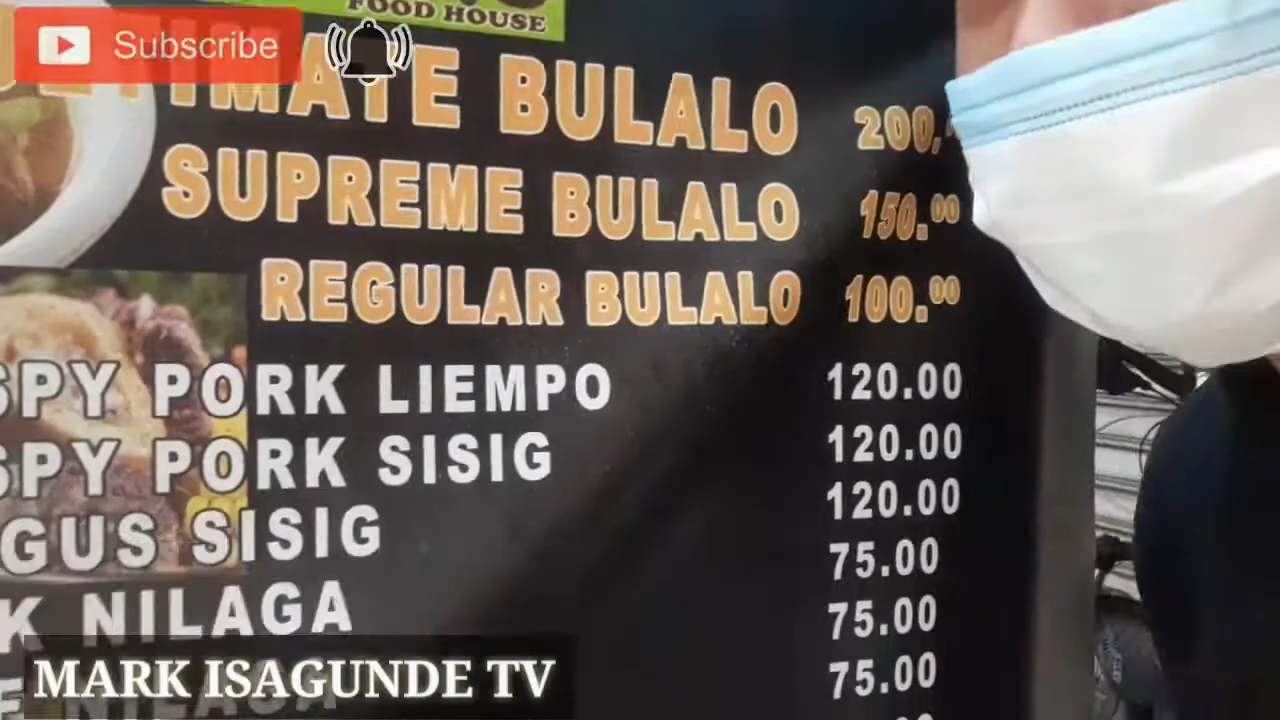 FOOD HOUSE
Subscribe
BULALO 200.
SUPREME BULALO 150.00
REGULAR BULALO 100.00
PORK LIEMPO 120.00
PORK SISIG 120.00
SISIG 120.00
NILAGA 75.00
75.00
75.00
MARK ISAGUNDE TV